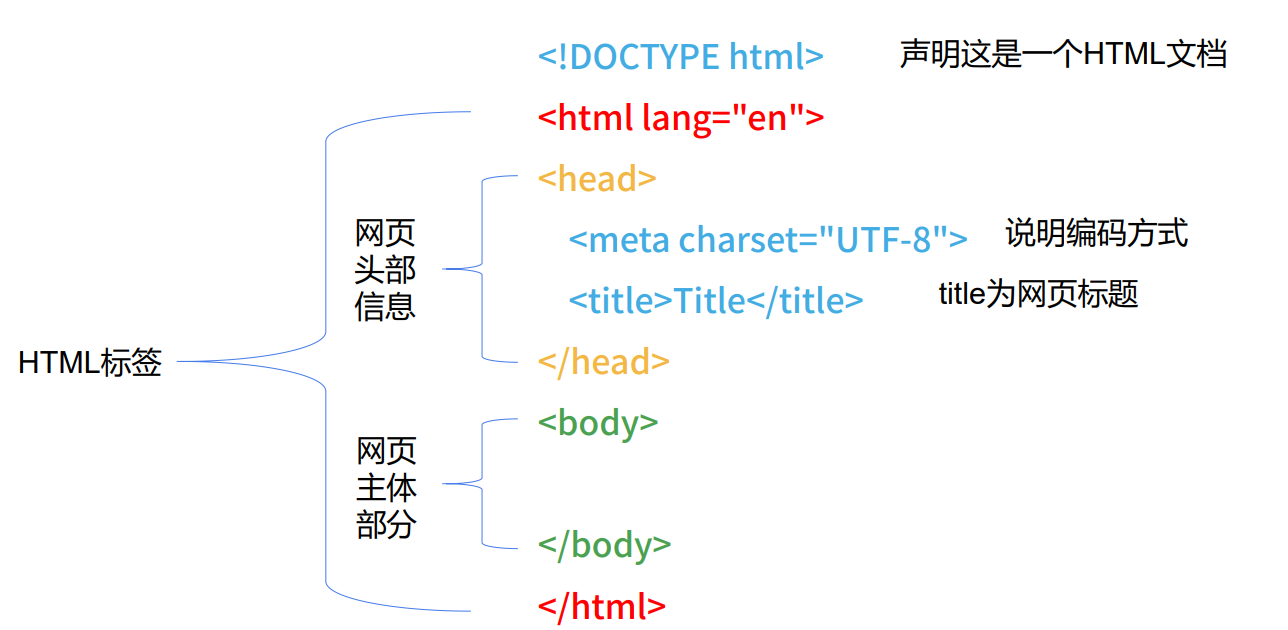 <!DOCTYPE html> 声明这是一个HTML文档
<html lang="en">
<head>
网页
头部
信息
<meta charset="UTF-8"> 说明编码方式
<title>Title</title> title为网页标题
</head>
HTML标签
<body>
网页
主体
部分
</body>
</html>